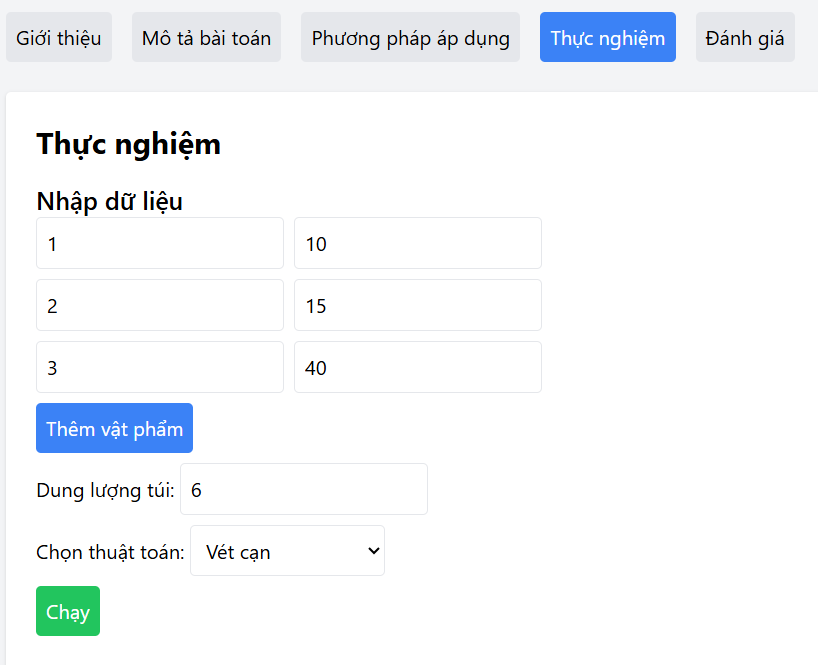 Giới thiệu Mô tả bài toán Phương pháp áp dụng Thực nghiệm Đánh giá
Thực nghiệm
Nhập dữ liệu
1 10
2 15
3 40
Thêm vật phẩm
Dung lượng túi: 6
Chọn thuật toán: Vét cạn
Chạy